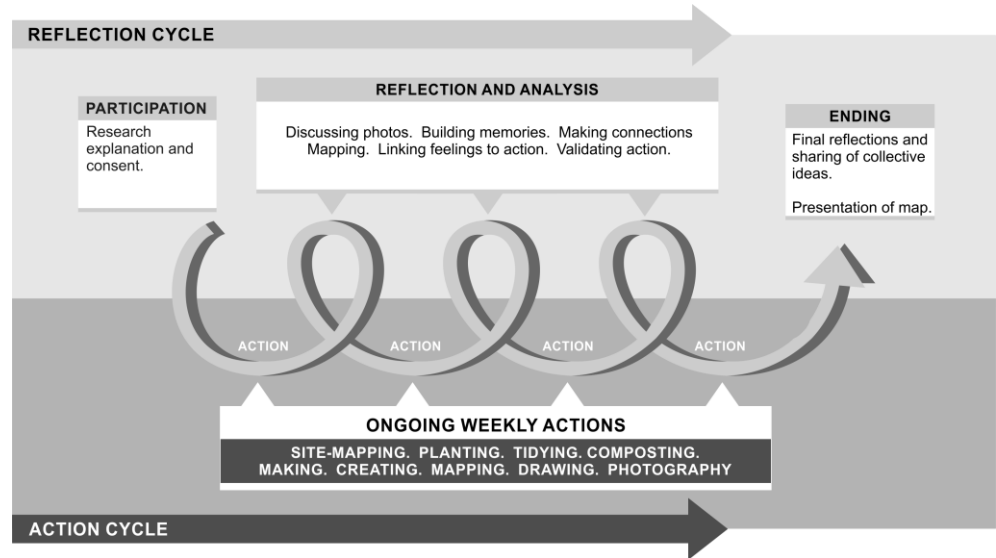 REFLECTION CYCLE
PARTICIPATION
Research
explanation and
consent.
REFLECTION AND ANALYSIS
Discussing photos.  Building memories.  Making connections
Mapping.  Linking feelings to action.  Validating action.
ENDING
Final reflections and
sharing of collective
ideas.
Presentation of map.
ACTION
ACTION
ACTION
ACTION
ONGOING WEEKLY ACTIONS
SITE-MAPPING.  PLANTING.  TIDYING. COMPOSTING.
MAKING.  CREATING.  MAPPING.  DRAWING.  PHOTOGRAPHY
ACTION CYCLE